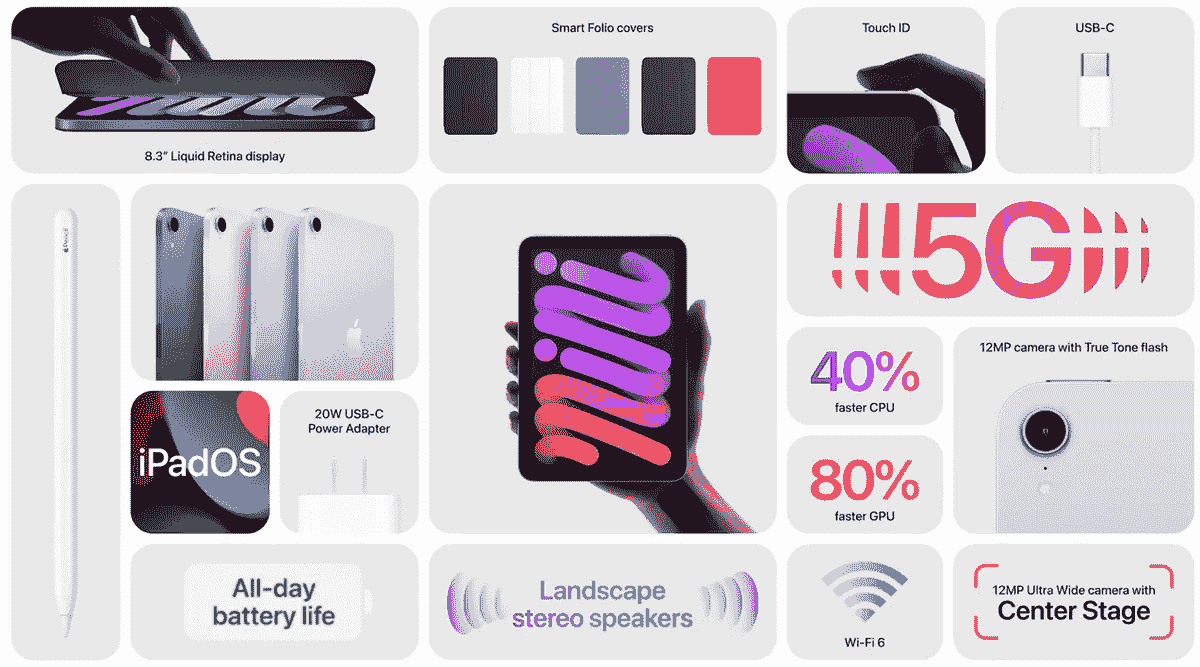 8.3” Liquid Retina display
Smart Folio covers
Touch ID
USB-C
Pencil
5G
40%
faster CPU
80%
faster GPU
12MP camera with True Tone flash
iPadOS
20W USB-C
Power Adapter
All-day
battery life
Landscape
stereo speakers
Wi-Fi 6
12MP Ultra Wide camera with
Center Stage